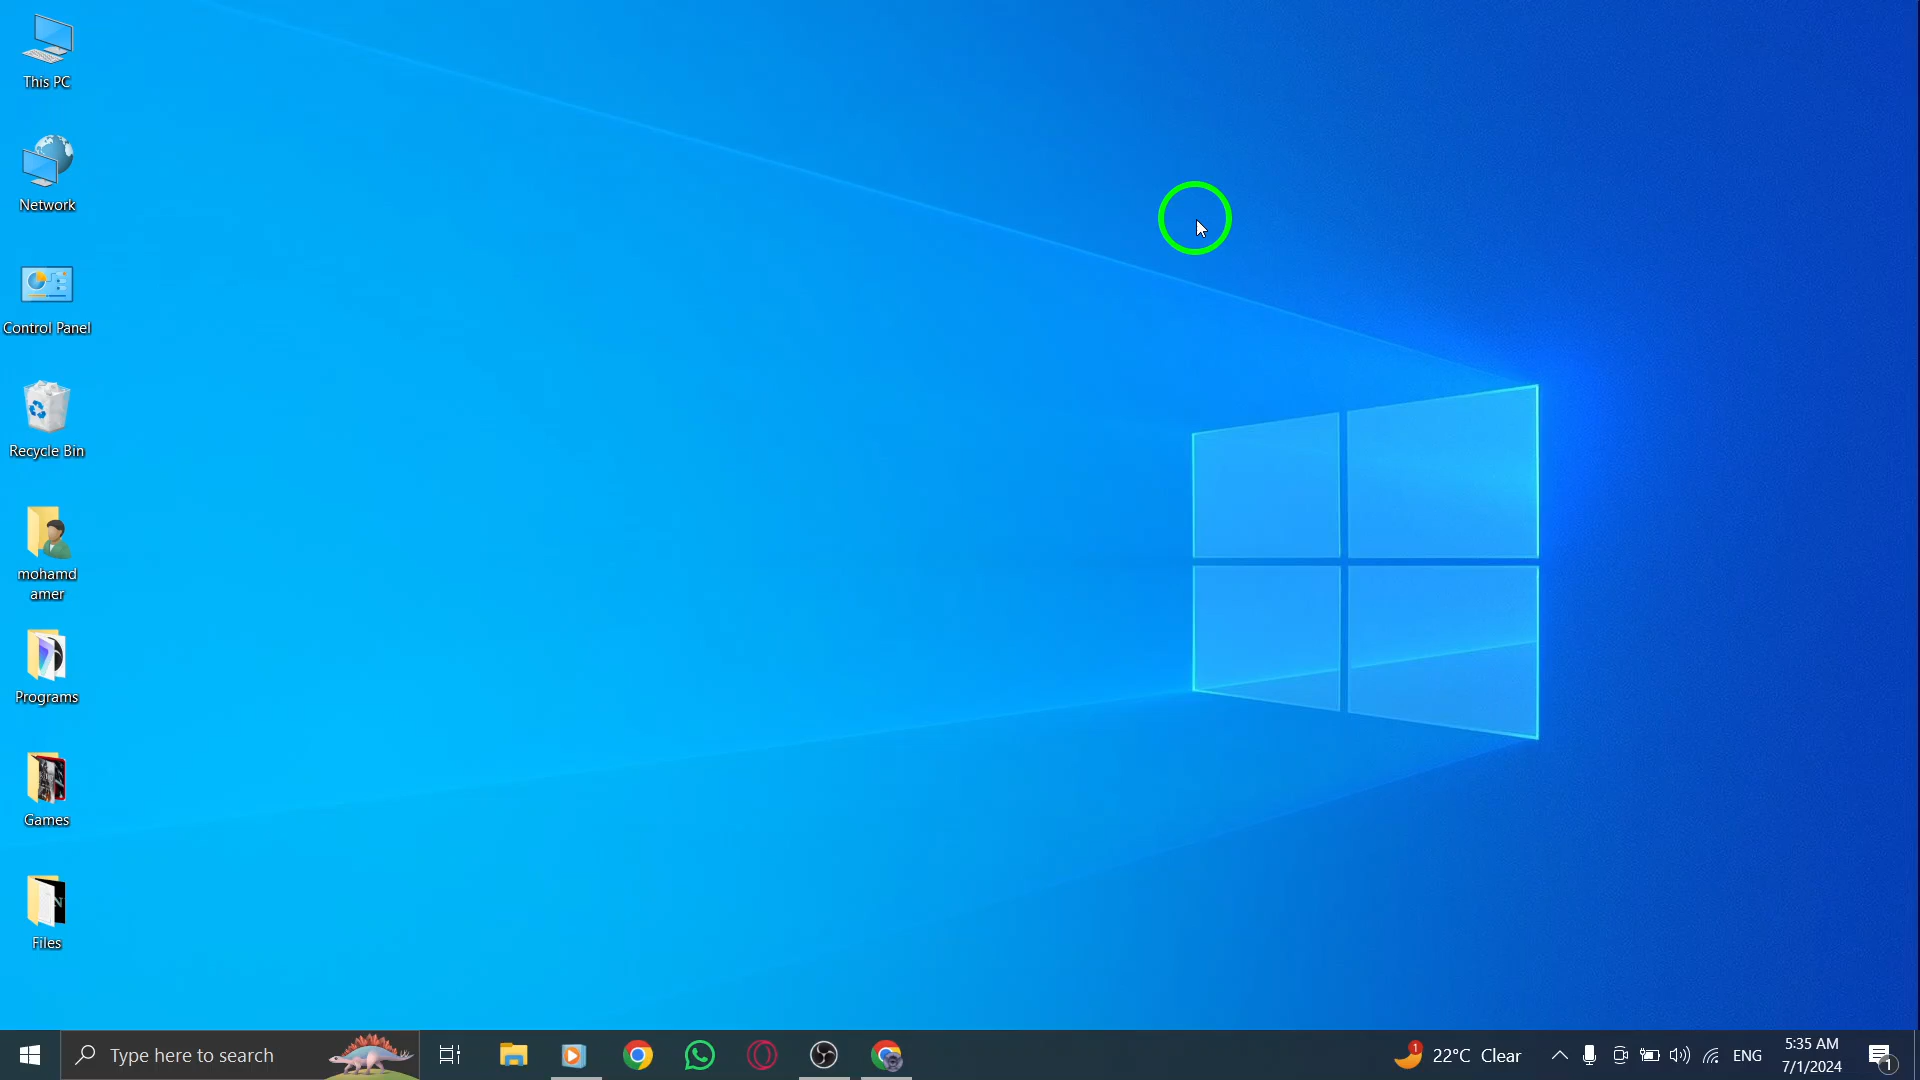 This PC
Network
Control Panel
Recycle Bin
mohamd
amer
Programs
Games
Files
Type here to search
1
22°C Clear
ENG
5:35 AM
7/1/2024
1